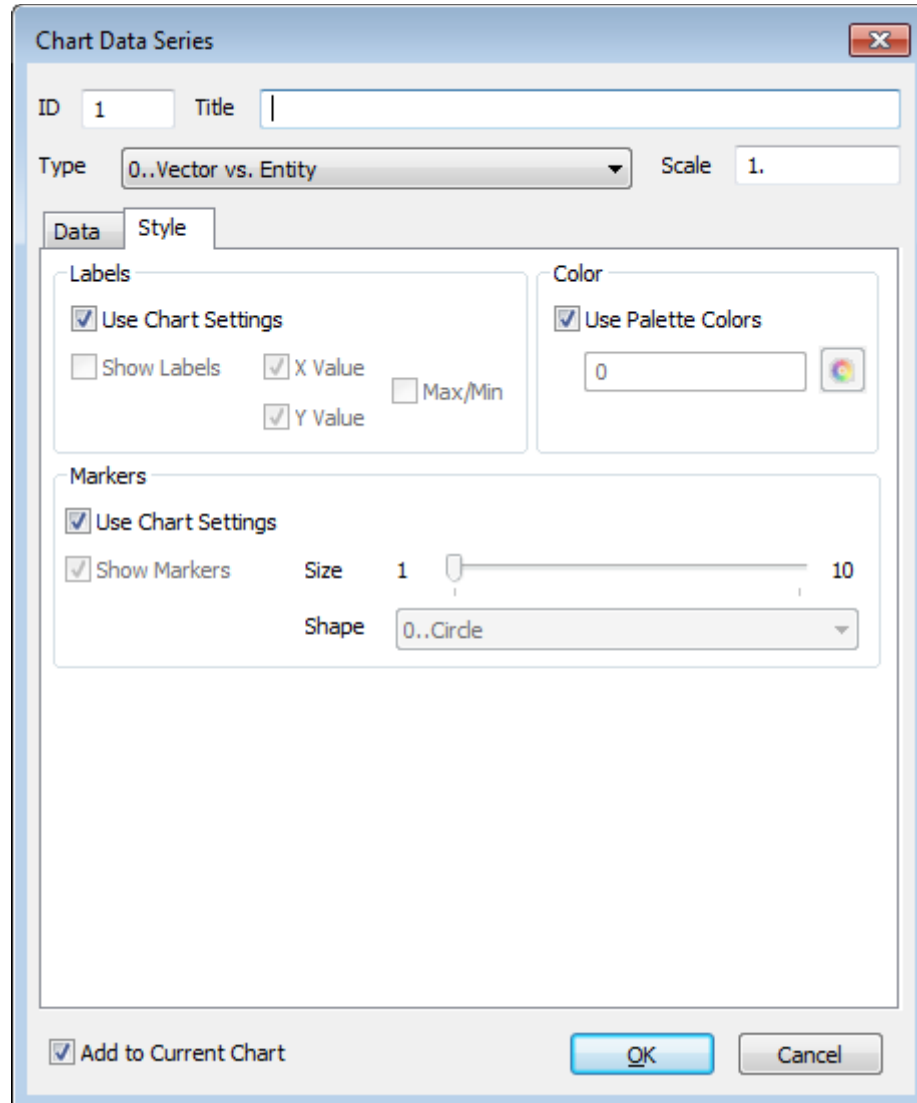 Chart Data Series
ID 1 Title
Type 0..Vector vs. Entity Scale 1.
Data Style
Labels Color
Use Chart Settings Use Palette Colors
Show Labels X Value Max/Min 0
Y Value
Markers
Use Chart Settings
Show Markers Size 1 10
Shape 0..Circle
Add to Current Chart OK Cancel